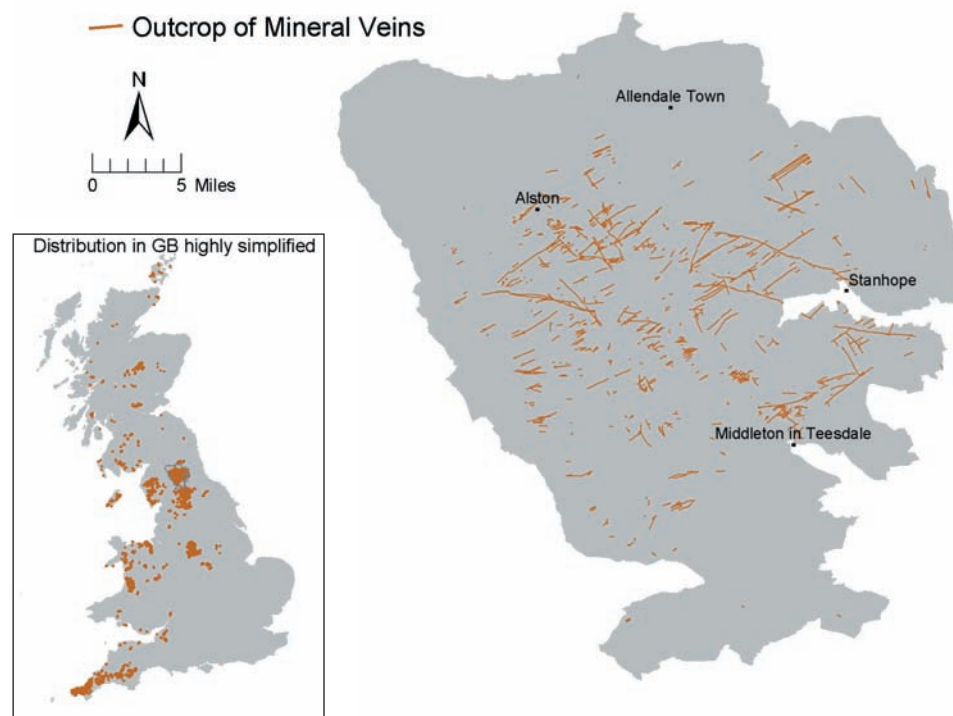 Outcrop of Mineral Veins
N
0 5 Miles
Distribution in GB highly simplified
Allendale Town
Alston
Stanhope
Middleton in Teesdale